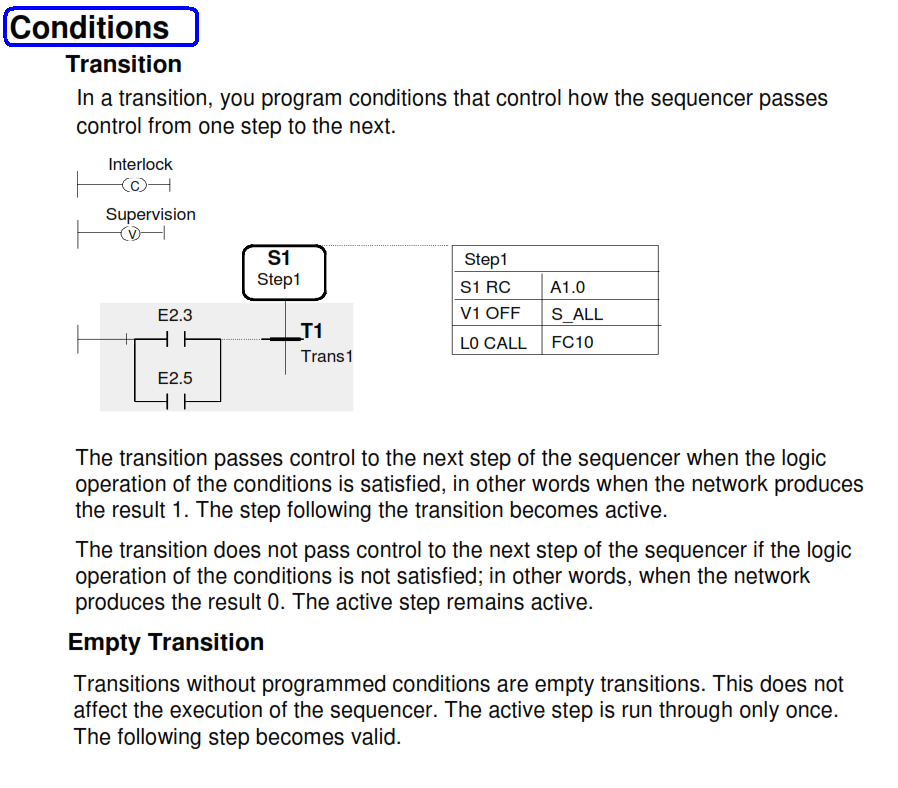 Conditions
Transition
In a transition, you program conditions that control how the sequencer passes
control from one step to the next.
Interlock
C
Supervision
V
S1
Step1
Step1
S1 RC A1.0
V1 OFF S_ALL
L0 CALL FC10
E2.3
T1
Trans1
E2.5
The transition passes control to the next step of the sequencer when the logic
operation of the conditions is satisfied, in other words when the network produces
the result 1. The step following the transition becomes active.
The transition does not pass control to the next step of the sequencer if the logic
operation of the conditions is not satisfied; in other words, when the network
produces the result 0. The active step remains active.
Empty Transition
Transitions without programmed conditions are empty transitions. This does not
affect the execution of the sequencer. The active step is run through only once.
The following step becomes valid.